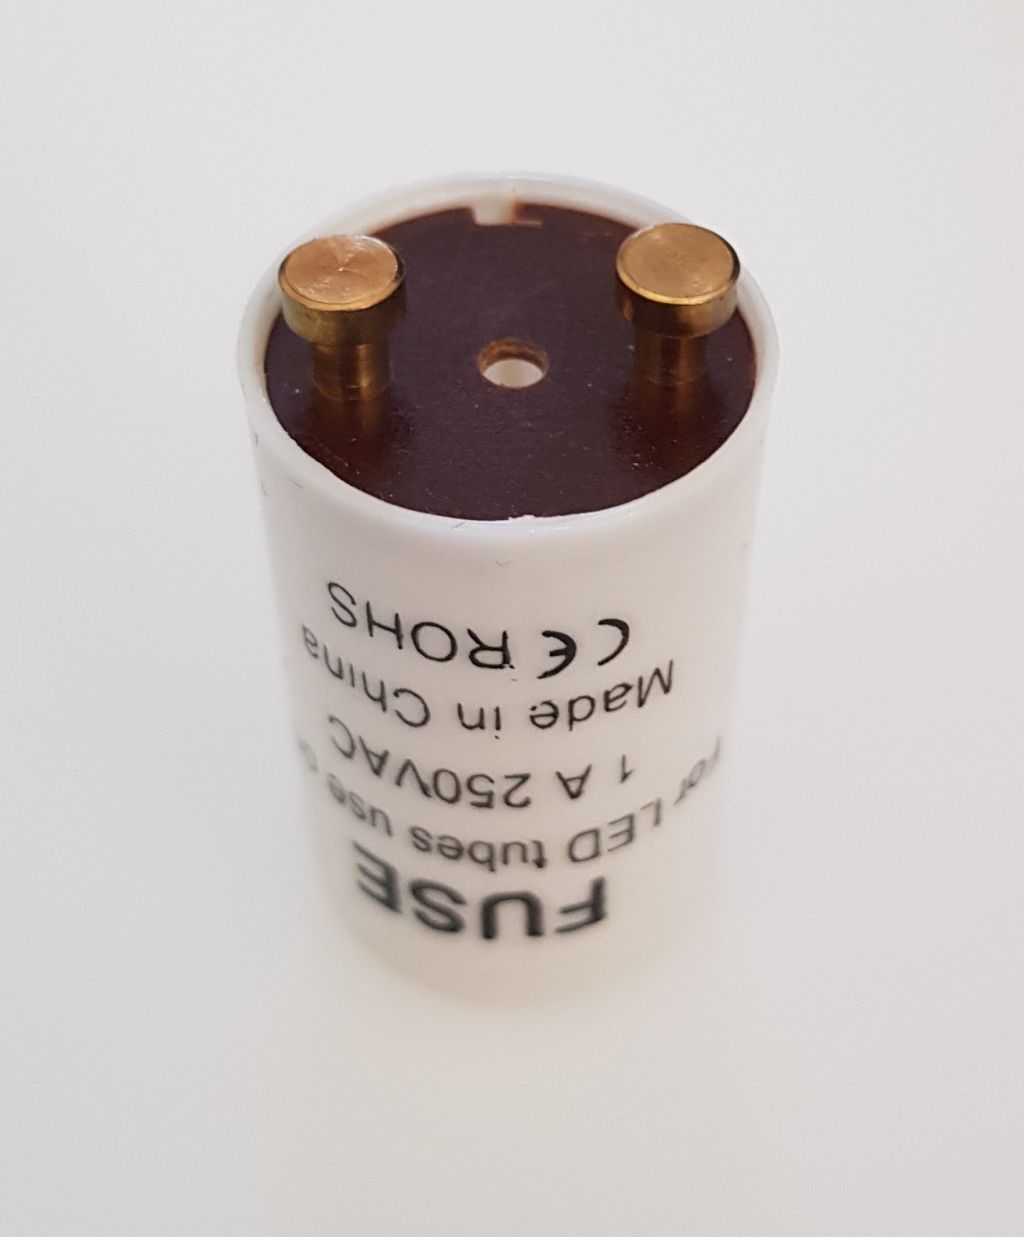 FUSE
For LED tubes use
1 A 250VAC
Made in China
CE ROHS